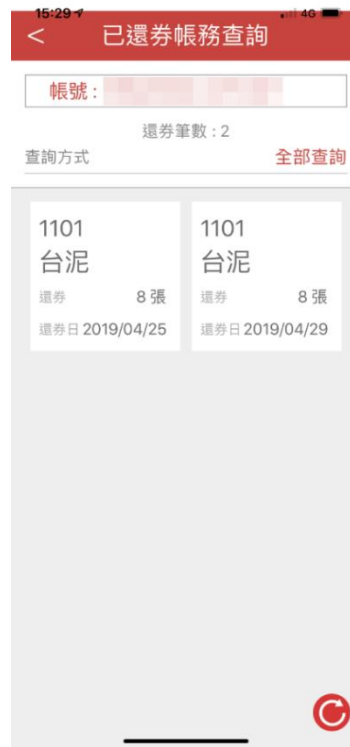 15:29 4G
< 已還券帳務查詢
帳號:
還券筆數:2
查詢方式 全部查詢
1101
台泥
還券 8 張
還券日 2019/04/25
1101
台泥
還券 8 張
還券日 2019/04/29